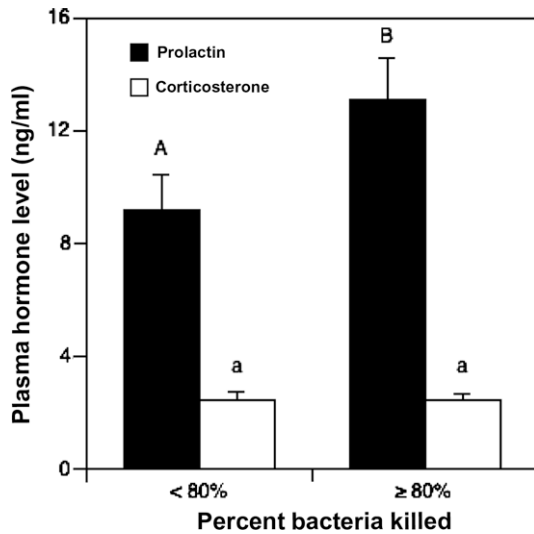 Plasma hormone level (ng/ml)
16
12
8
4
0
Prolactin
Corticosterone
A
a
B
a
< 80%
≥ 80%
Percent bacteria killed